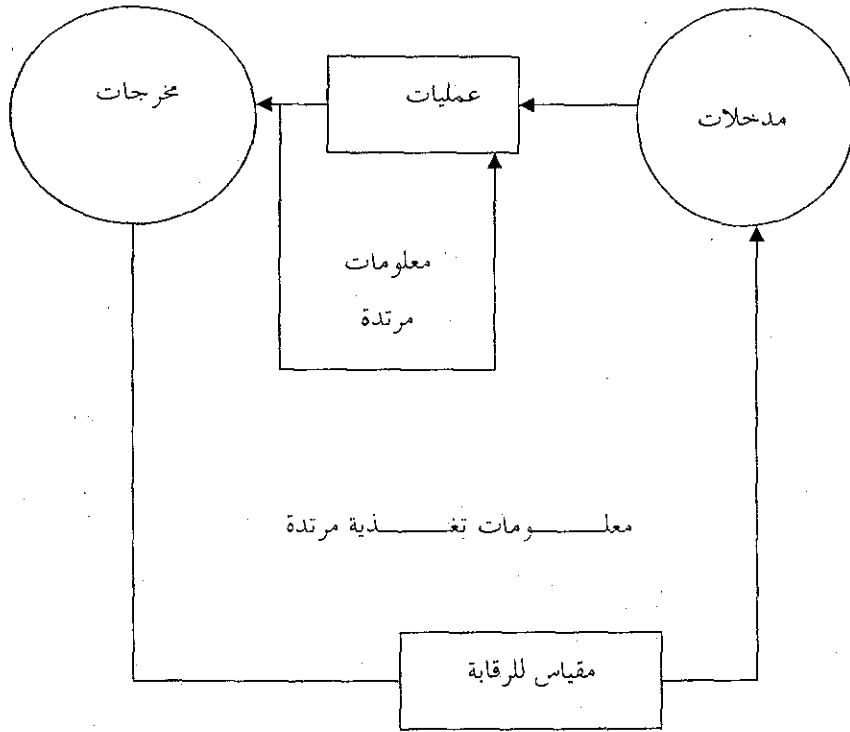 مدخلات
عمليات
مخرجات
معلومات
مرتدة
معلـــــومات تغـــــذية مرتدة
مقياس للرقابة